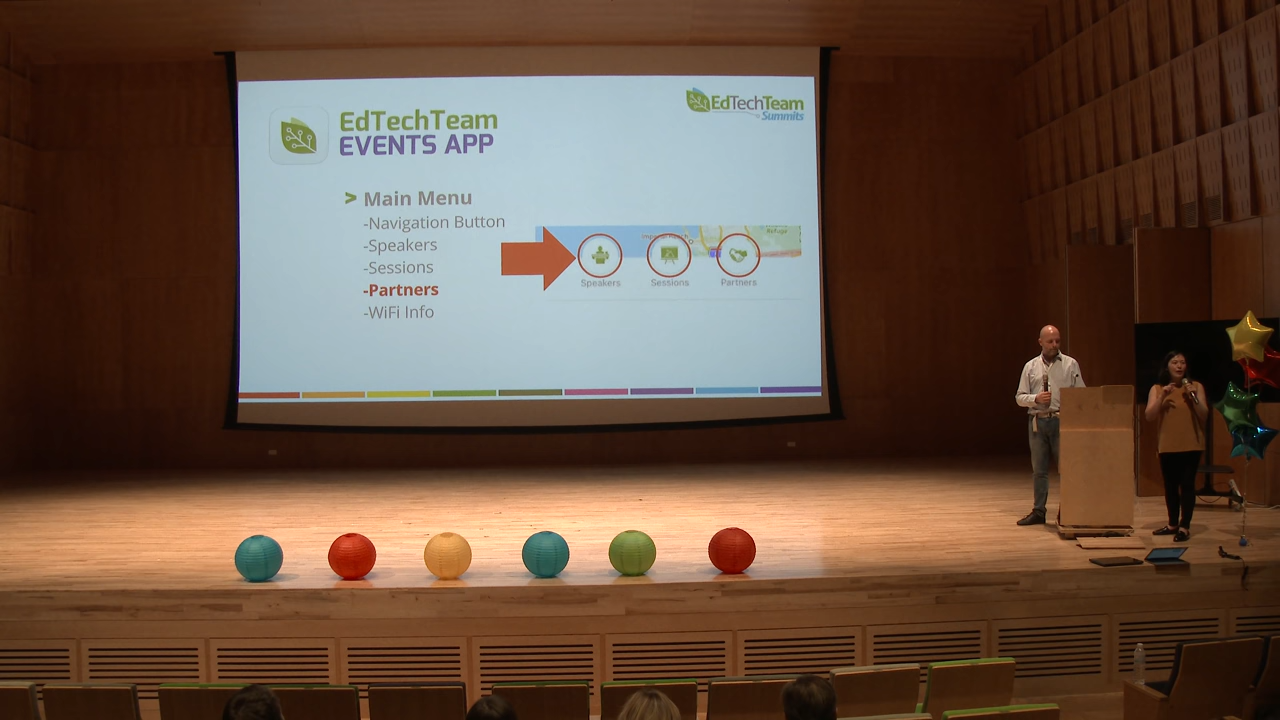 EdTechTeam
EVENTS APP
EdTechTeam
Summits
> Main Menu
-Navigation Button
-Speakers
-Sessions
-Partners
-WiFi Info
Speakers
Sessions
Partners